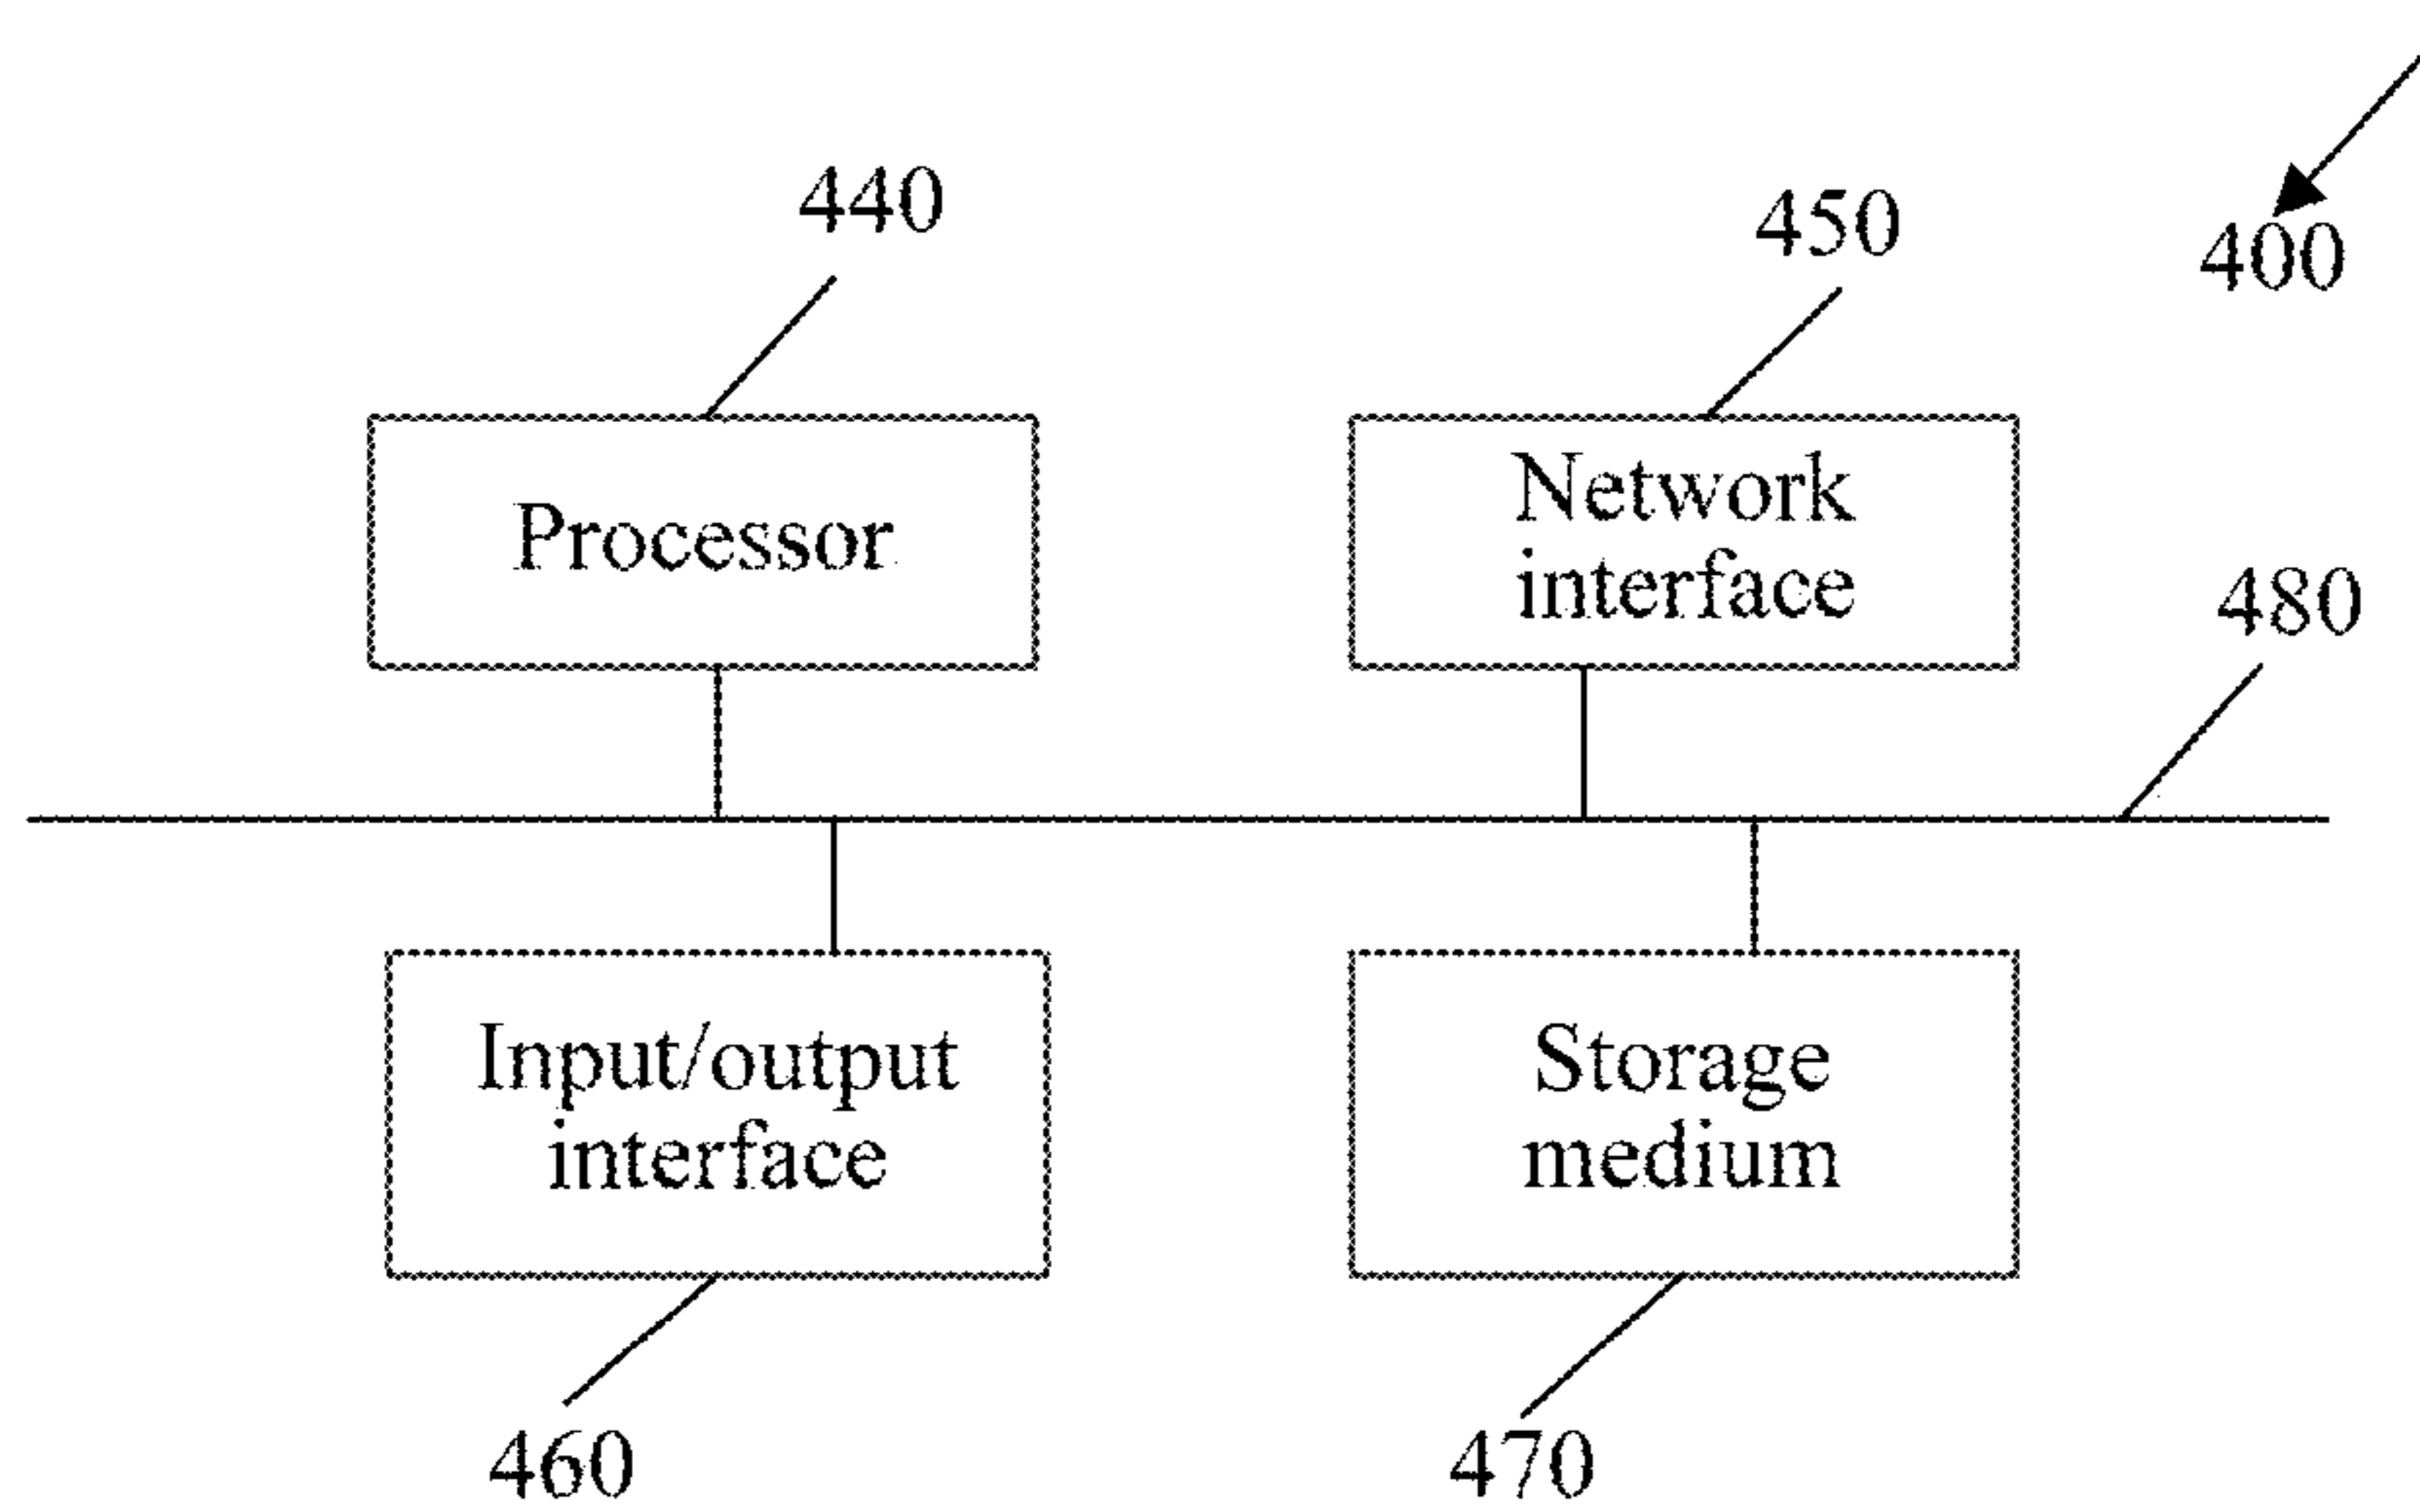 440
450
400
Processor
Network
interface
480
Input/output
interface
Storage
medium
460
470